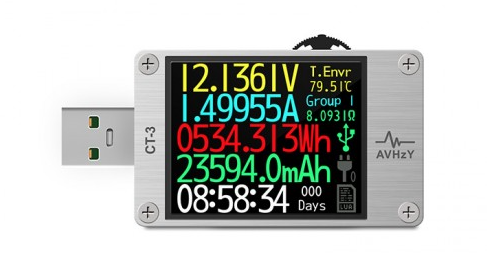 12.1361V T.Envr
79.51℃
1.49955A Group 1
8.0931Ω
0534.313Wh
23594.0mAh
08:58:34 000
Days
LUA
CT-3
AVHzY